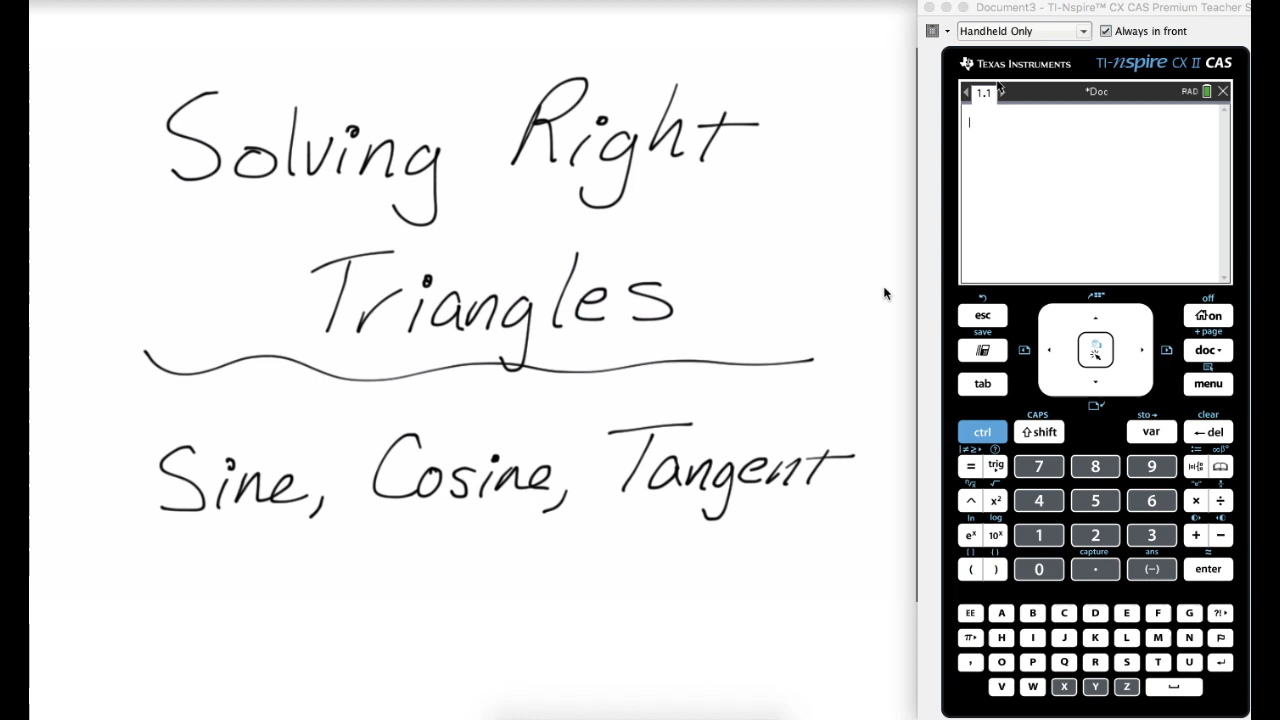 Document3 - TI-Nspire™ CX CAS Premium Teacher S
Handheld Only
Always in front
Solving Right
Triangles
Sine, Cosine, Tangent
TEXAS INSTRUMENTS TI-nspire CX II CAS
1.1 *Doc RAD
off
esc on
save + page
doc
tab menu
CAPS sto→ clear
ctrl shift var ←del
= trig 7 8 9
^ x² 4 5 6 × ÷
ln log
eˣ 10ˣ 1 2 3 + −
[ ] { } capture ans ≈
( ) 0 . (−) enter
EE A B C D E F G ?!▸
π▸ H I J K L M N
, O P Q R S T U
V W X Y Z